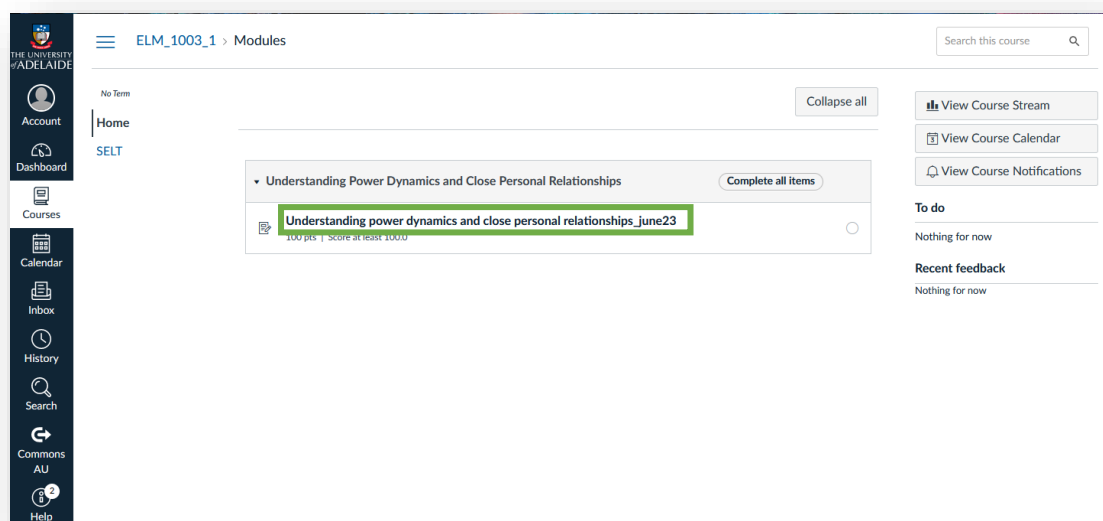 THE UNIVERSITY
of ADELAIDE
Account
Dashboard
Courses
Calendar
Inbox
History
Search
Commons
AU
2
Help
ELM_1003_1 › Modules
Search this course
No Term
Home
SELT
Collapse all
Understanding Power Dynamics and Close Personal Relationships
Complete all items
Understanding power dynamics and close personal relationships_june23
100 pts | Score at least 100.0
View Course Stream
5 View Course Calendar
View Course Notifications
To do
Nothing for now
Recent feedback
Nothing for now